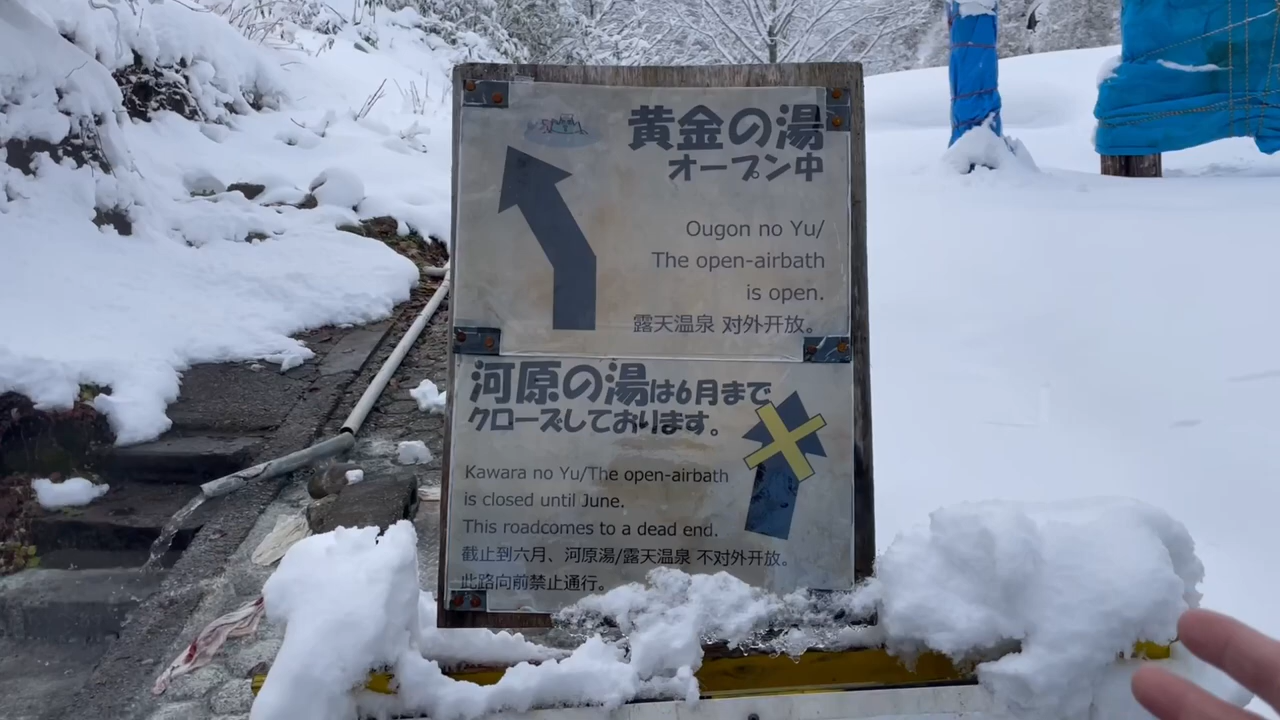 黄金の湯
オープン中
Ougon no Yu/
The open-airbath
is open.
露天温泉 对外开放。
河原の湯は6月まで
クローズしております。
Kawara no Yu/The open-airbath
is closed until June.
This roadcomes to a dead end.
截止到六月、河原湯/露天温泉 不对外开放。
此路向前禁止通行。